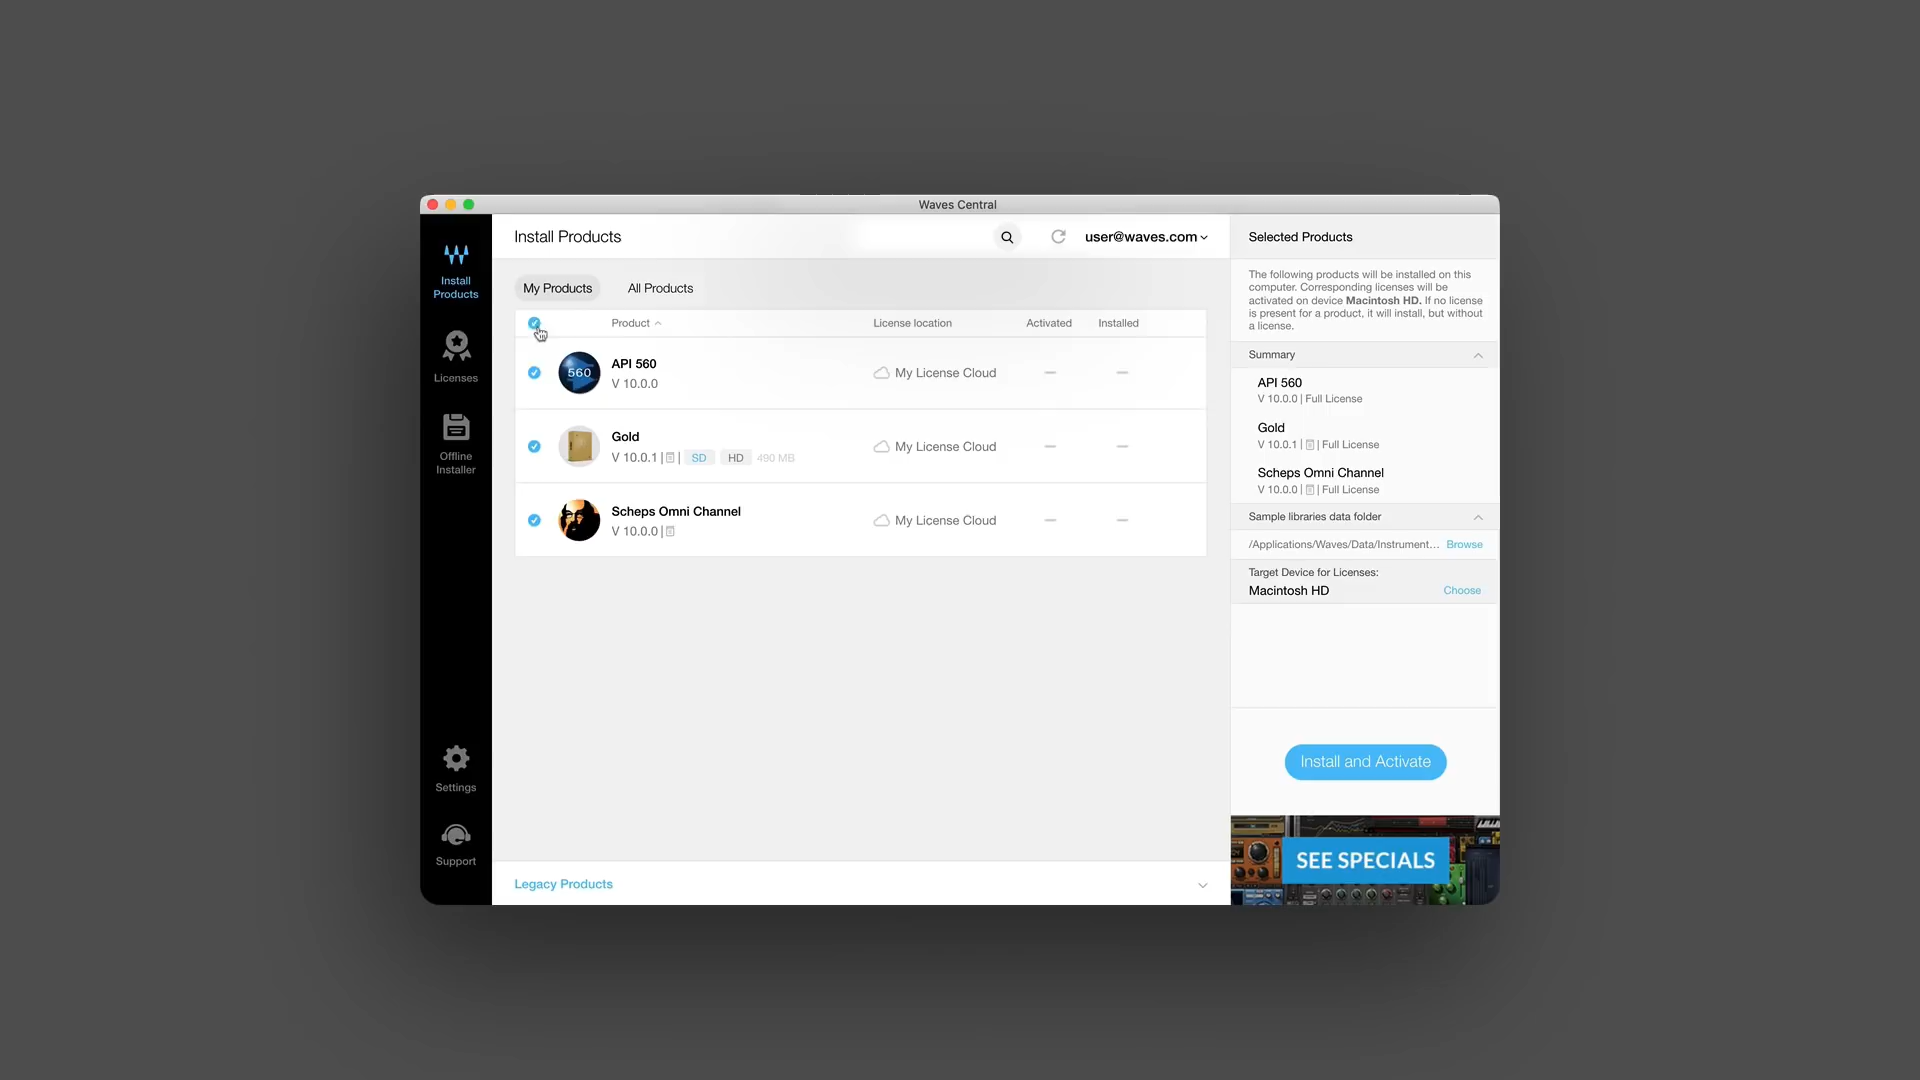 Waves Central
Install Products
user@waves.com
Selected Products
Install
Products
Licenses
Offline
Installer
Settings
Support
My Products
All Products
Product
License location
Activated
Installed
560
API 560
V 10.0.0
My License Cloud
Gold
V 10.0.1 | | SD HD 490 MB
My License Cloud
Scheps Omni Channel
V 10.0.0 |
My License Cloud
Legacy Products
The following products will be installed on this
computer. Corresponding licenses will be
activated on device Macintosh HD. If no license
is present for a product, it will install, but without
a license.
Summary
API 560
V 10.0.0 | Full License
Gold
V 10.0.1 | | Full License
Scheps Omni Channel
V 10.0.0 | | Full License
Sample libraries data folder
/Applications/Waves/Data/Instrument... Browse
Target Device for Licenses:
Macintosh HD
Choose
Install and Activate
SEE SPECIALS